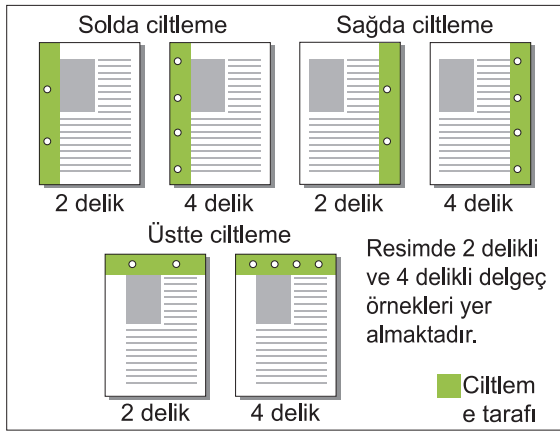 Solda ciltleme
Sağda ciltleme
2 delik
4 delik
2 delik
4 delik
Üstte ciltleme
2 delik
4 delik
Resimde 2 delikli
ve 4 delikli delgeç
örnekleri yer
almaktadır.
Ciltlem
e tarafı